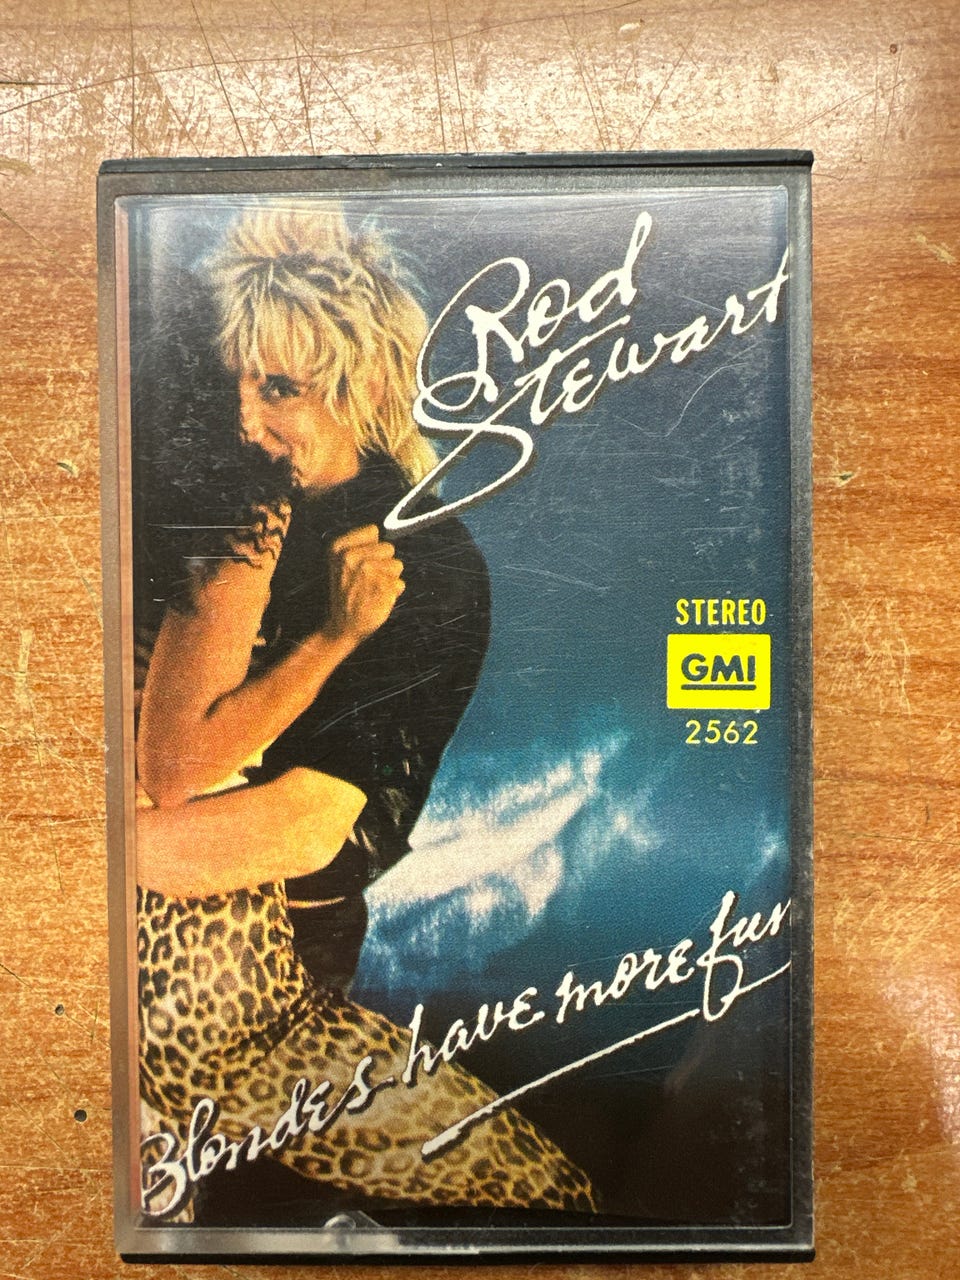 Rod
Stewart
STEREO
GMI
2562
Blondes have more fun